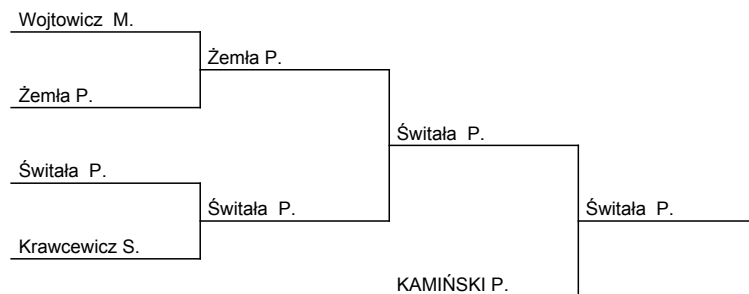 Wojtowicz  M.
Żemła P.
Żemła P.
Świtała  P.
Świtała  P.
Świtała  P.
Świtała  P.
Krawcewicz S.
KAMIŃSKI P.